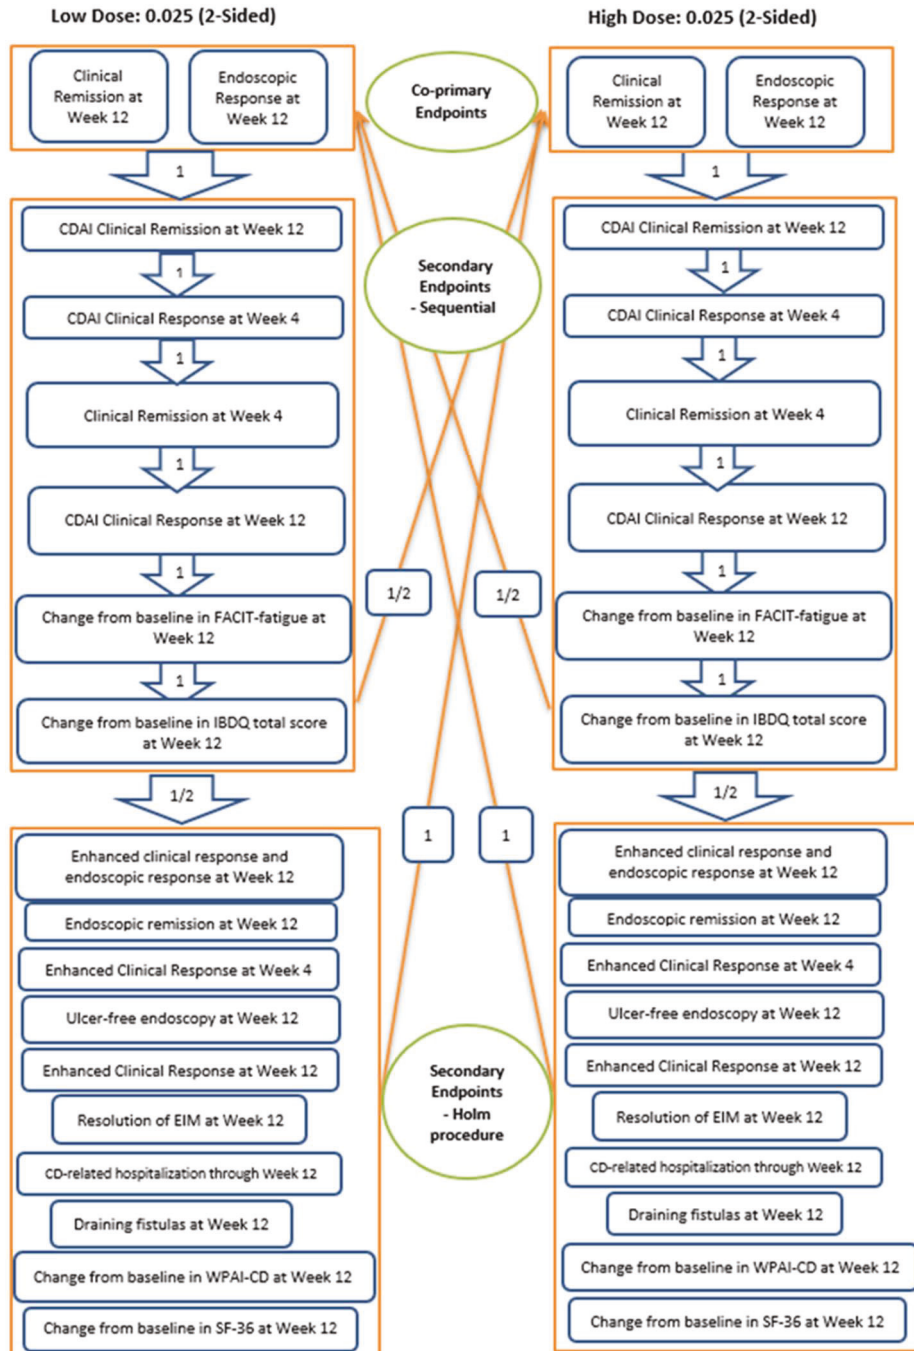 Low Dose: 0.025 (2-Sided)
Clinical
Remission at
Week 12
Endoscopic
Response at
Week 12
1
CDAI Clinical Remission at Week 12
1
CDAI Clinical Response at Week 4
1
Clinical Remission at Week 4
1
CDAI Clinical Response at Week 12
1
Change from baseline in FACIT-fatigue at
Week 12
1
Change from baseline in IBDQ total score
at Week 12
1/2
Enhanced clinical response and
endoscopic response at Week 12
Endoscopic remission at Week 12
Enhanced Clinical Response at Week 4
Ulcer-free endoscopy at Week 12
Enhanced Clinical Response at Week 12
Resolution of EIM at Week 12
CD-related hospitalization through Week 12
Draining fistulas at Week 12
Change from baseline in WPAI-CD at Week 12
Change from baseline in SF-36 at Week 12
Co-primary
Endpoints
Secondary
Endpoints
- Sequential
1/2
1/2
1
1
Secondary
Endpoints
- Holm
procedure
High Dose: 0.025 (2-Sided)
Clinical
Remission at
Week 12
Endoscopic
Response at
Week 12
1
CDAI Clinical Remission at Week 12
1
CDAI Clinical Response at Week 4
1
Clinical Remission at Week 4
1
CDAI Clinical Response at Week 12
1
Change from baseline in FACIT-fatigue at
Week 12
1
Change from baseline in IBDQ total score
at Week 12
1/2
Enhanced clinical response and
endoscopic response at Week 12
Endoscopic remission at Week 12
Enhanced Clinical Response at Week 4
Ulcer-free endoscopy at Week 12
Enhanced Clinical Response at Week 12
Resolution of EIM at Week 12
CD-related hospitalization through Week 12
Draining fistulas at Week 12
Change from baseline in WPAI-CD at Week 12
Change from baseline in SF-36 at Week 12